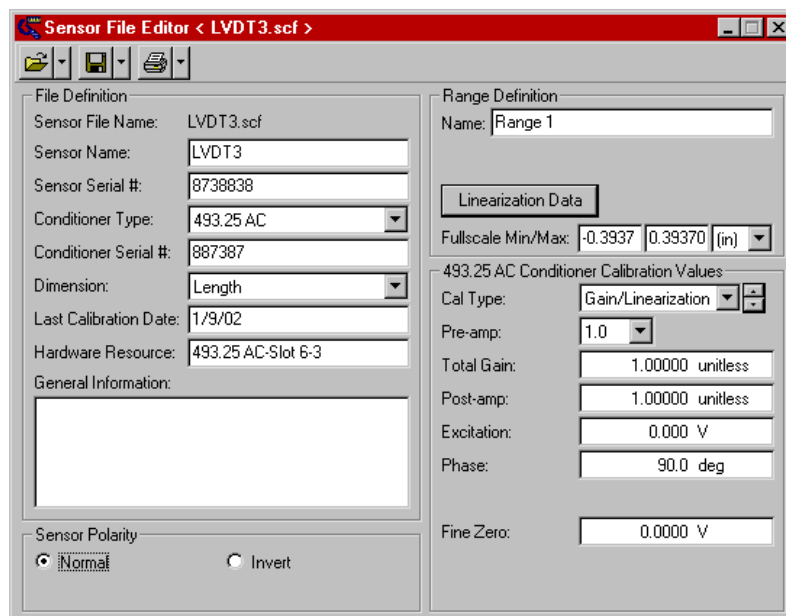 Sensor File Editor < LVDT3.scf >
File Definition
Sensor File Name: LVDT3.scf
Sensor Name: LVDT3
Sensor Serial #: 8738838
Conditioner Type: 493.25 AC
Conditioner Serial #: 887387
Dimension: Length
Last Calibration Date: 1/9/02
Hardware Resource: 493.25 AC-Slot 6-3
General Information:
Sensor Polarity
Normal Invert
Range Definition
Name: Range 1
Linearization Data
Fullscale Min/Max: -0.3937 0.39370 (in)
493.25 AC Conditioner Calibration Values
Cal Type: Gain/Linearization
Pre-amp: 1.0
Total Gain: 1.00000 unitless
Post-amp: 1.00000 unitless
Excitation: 0.000 V
Phase: 90.0 deg
Fine Zero: 0.0000 V